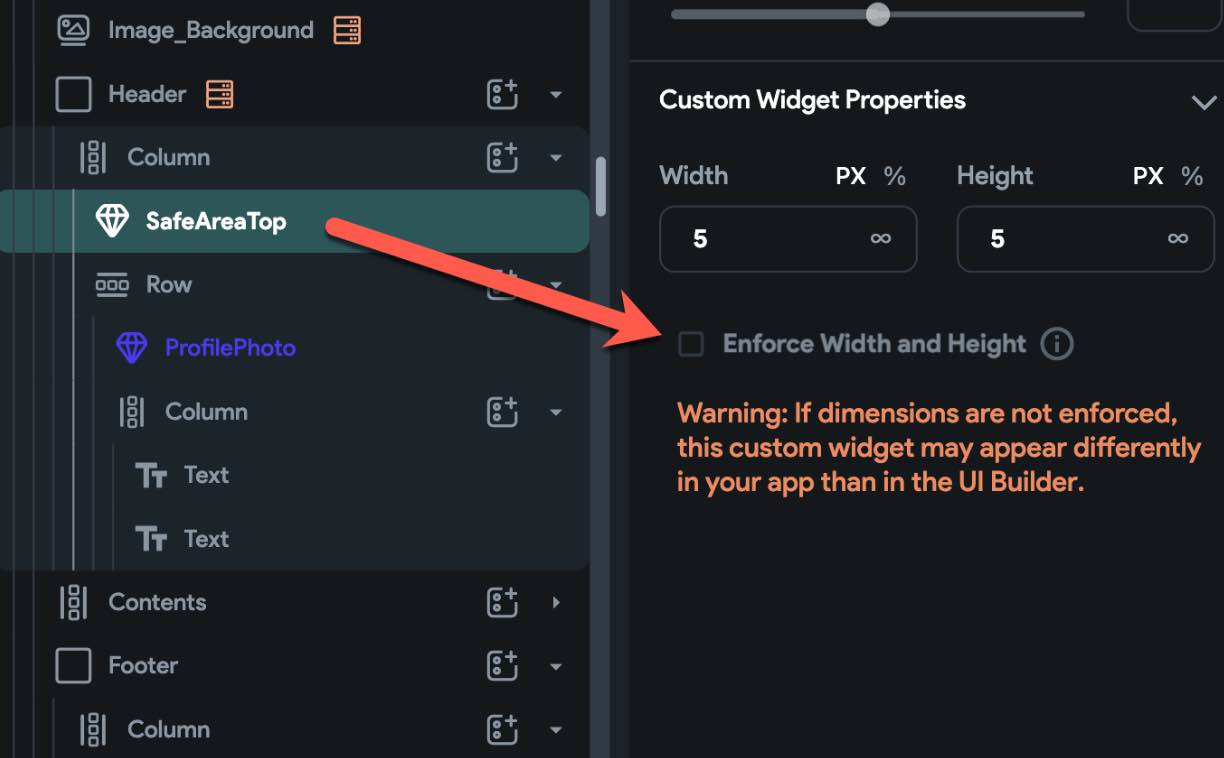 Image_Background
Header
Column
SafeAreaTop
Row
ProfilePhoto
Column
Text
Text
Contents
Footer
Column
Custom Widget Properties
Width PX % Height PX %
5 ∞ 5 ∞
Enforce Width and Height
Warning: If dimensions are not enforced,
this custom widget may appear differently
in your app than in the UI Builder.